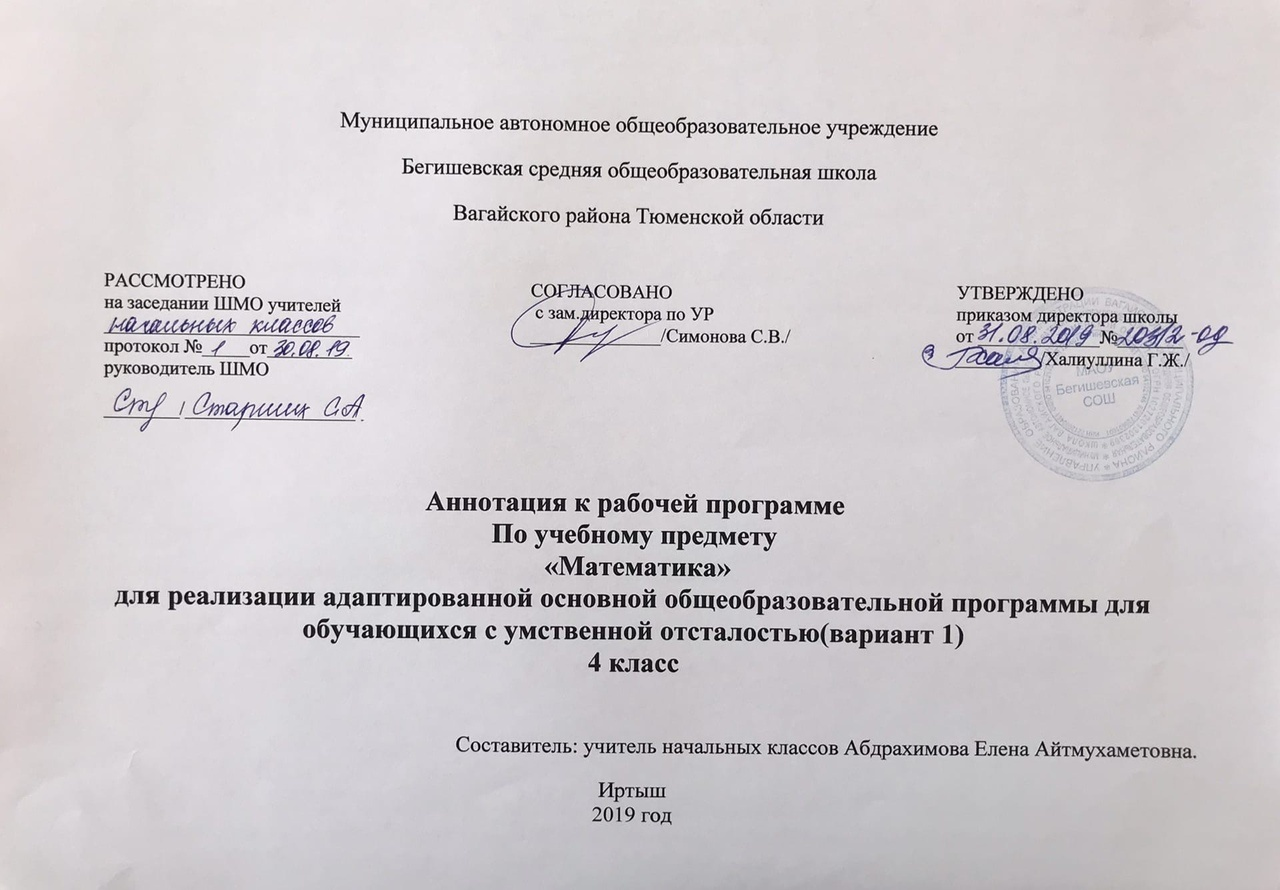 Муниципальное автономное общеобразовательное учреждение
Бегишевская средняя общеобразовательная школа
Вагайского района Тюменской области
РАССМОТРЕНО
на заседании ШМО учителей
начальных классов
протокол № 1 от 30.08.19.
руководитель ШМО
/ Старших С.А.
СОГЛАСОВАНО
с зам.директора по УР
/Симонова С.В./
УТВЕРЖДЕНО
приказом директора школы
от 31.08.2019 №203/2-од
/Халиуллина Г.Ж./
МАОУ
Бегишевская
СОШ
Аннотация к рабочей программе
По учебному предмету
«Математика»
для реализации адаптированной основной общеобразовательной программы для
обучающихся с умственной отсталостью(вариант 1)
4 класс
Составитель: учитель начальных классов Абдрахимова Елена Айтмухаметовна.
Иртыш
2019 год